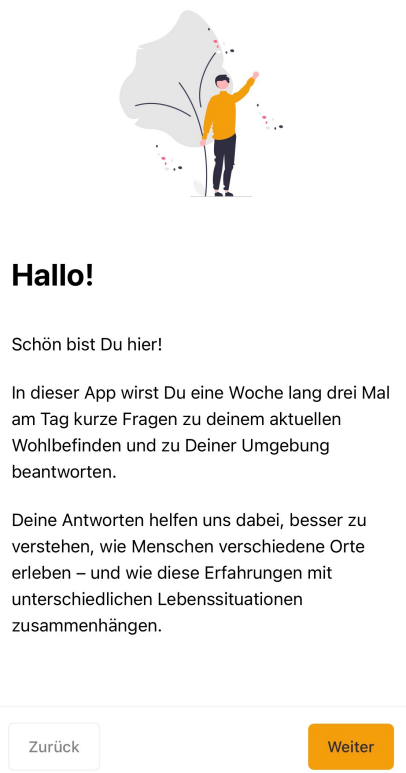 Hallo!
Schön bist Du hier!
In dieser App wirst Du eine Woche lang drei Mal
am Tag kurze Fragen zu deinem aktuellen
Wohlbefinden und zu Deiner Umgebung
beantworten.
Deine Antworten helfen uns dabei, besser zu
verstehen, wie Menschen verschiedene Orte
erleben – und wie diese Erfahrungen mit
unterschiedlichen Lebenssituationen
zusammenhängen.
Zurück
Weiter